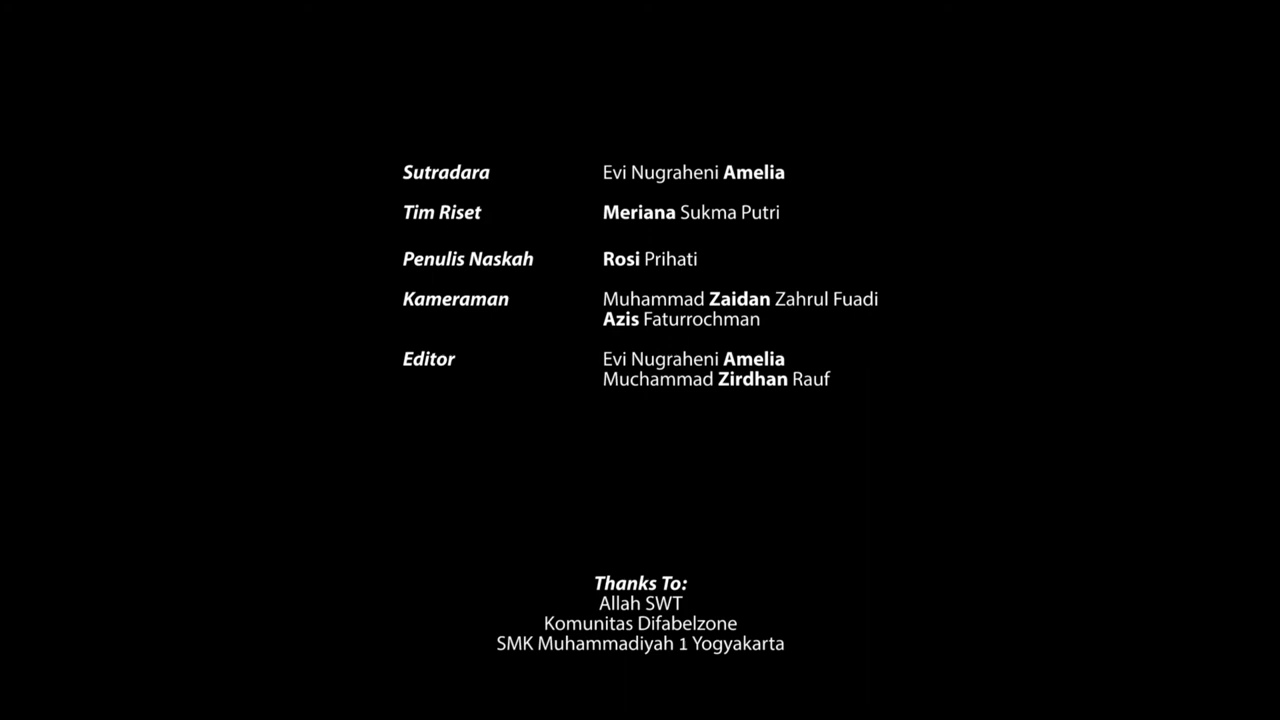 Sutradara Evi Nugraheni Amelia
Tim Riset Meriana Sukma Putri
Penulis Naskah Rosi Prihati
Kameraman Muhammad Zaidan Zahrul Fuadi
Azis Faturrochman
Editor Evi Nugraheni Amelia
Muchammad Zirdhan Rauf
Thanks To:
Allah SWT
Komunitas Difabelzone
SMK Muhammadiyah 1 Yogyakarta